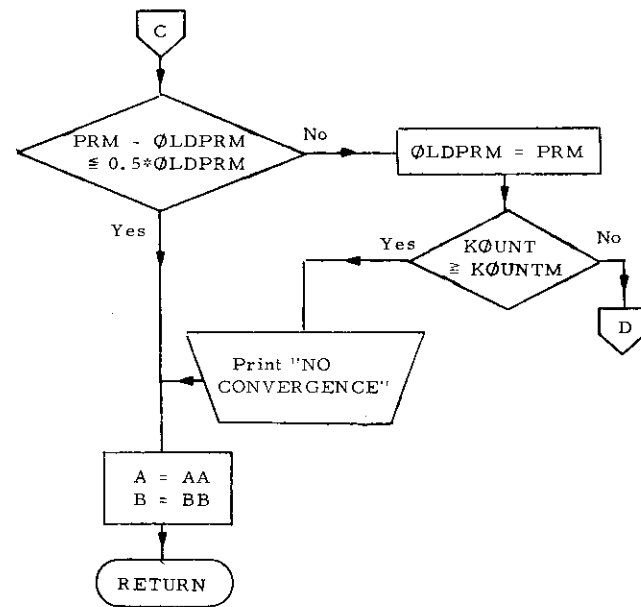 C
PRM - ØLDPRM
≦ 0.5*ØLDPRM
No
ØLDPRM = PRM
Yes
Yes
KØUNT
≧ KØUNTM
No
D
Print "NO
CONVERGENCE"
A = AA
B = BB
RETURN